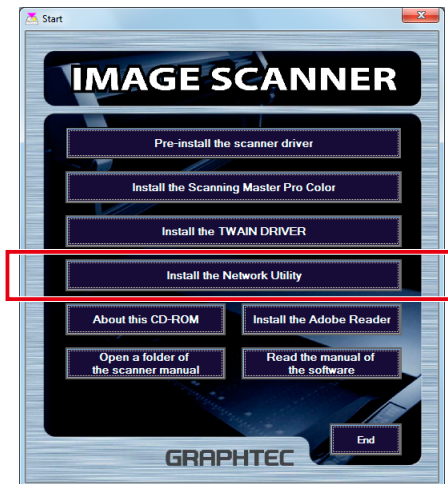 Start
IMAGE SCANNER
Pre-install the scanner driver
Install the Scanning Master Pro Color
Install the TWAIN DRIVER
Install the Network Utility
About this CD-ROM
Install the Adobe Reader
Open a folder of
the scanner manual
Read the manual of
the software
End
GRAPHTEC